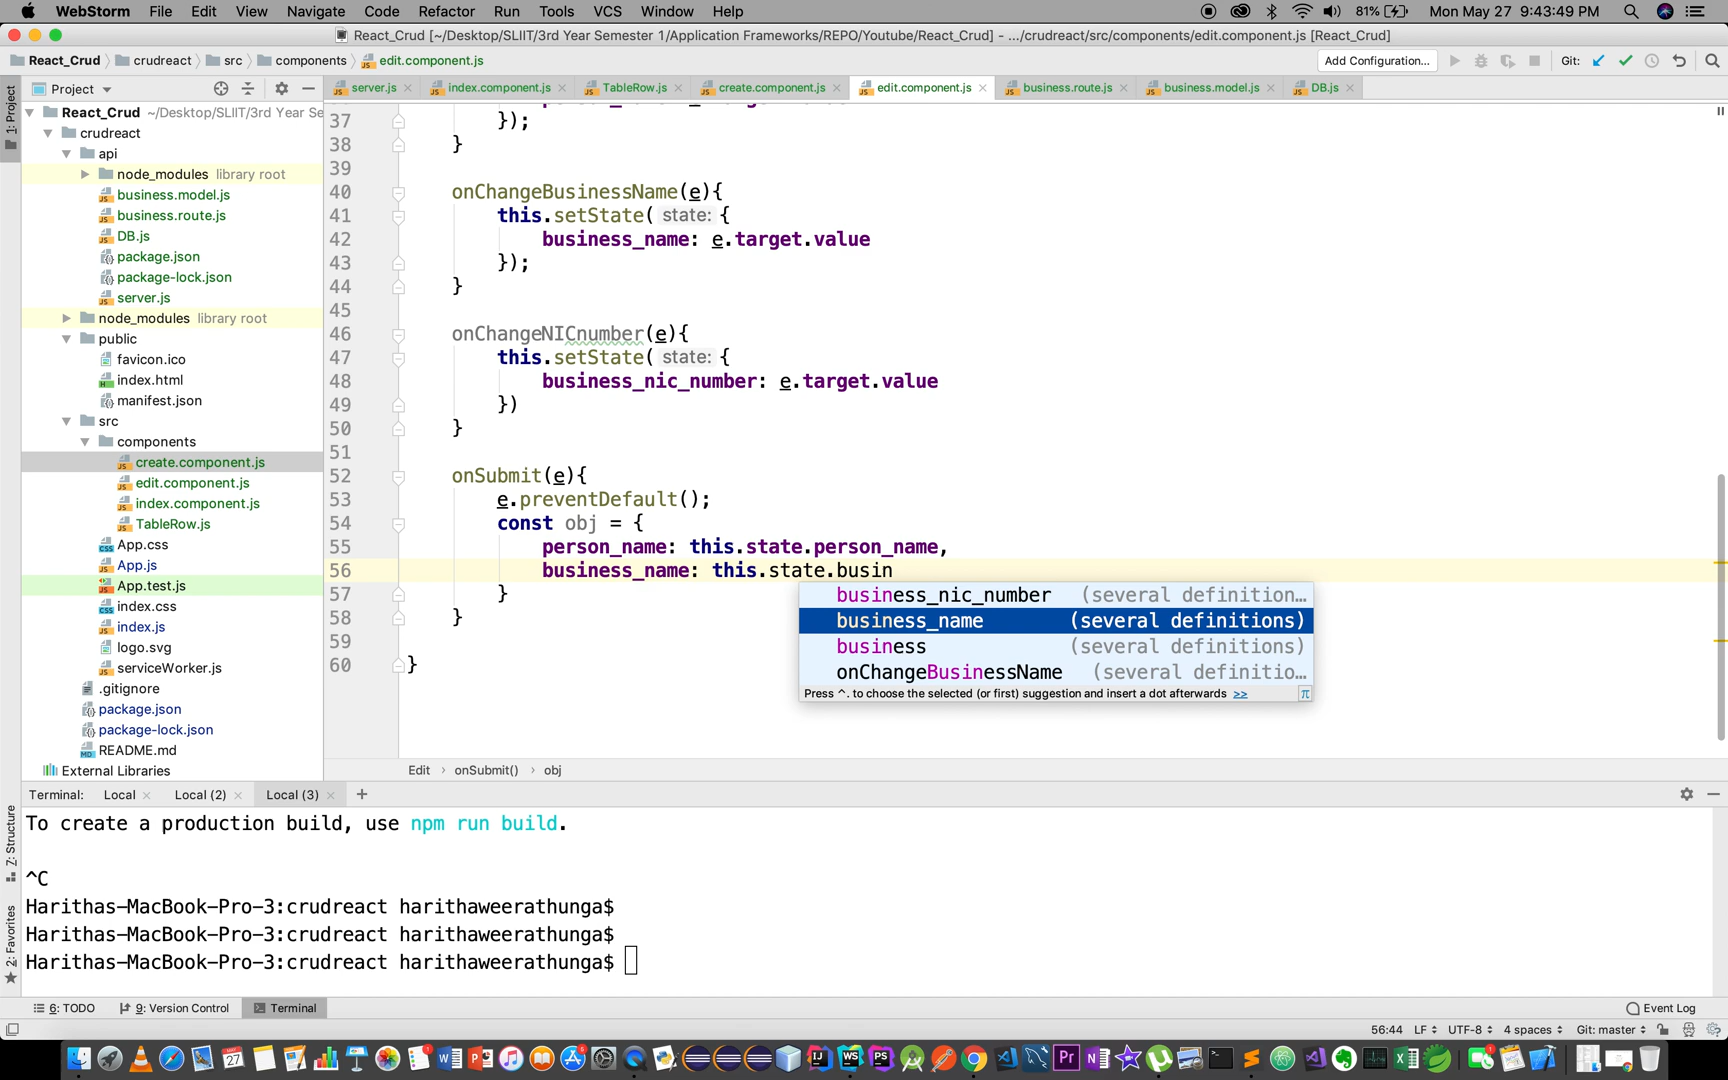 WebStorm File Edit View Navigate Code Refactor Run Tools VCS Window Help 81% Mon May 27 9:43:49 PM
React_Crud [~/Desktop/SLIIT/3rd Year Semester 1/Application Frameworks/REPO/Youtube/React_Crud] - .../crudreact/src/components/edit.component.js [React_Crud]
React_Crud crudreact src components edit.component.js Add Configuration... Git:
Project server.js index.component.js TableRow.js create.component.js edit.component.js business.route.js business.model.js DB.js
1: Project
React_Crud ~/Desktop/SLIIT/3rd Year Se
crudreact
api
node_modules library root
business.model.js
business.route.js
DB.js
package.json
package-lock.json
server.js
node_modules library root
public
favicon.ico
index.html
manifest.json
src
components
create.component.js
edit.component.js
index.component.js
TableRow.js
App.css
App.js
App.test.js
index.css
index.js
logo.svg
serviceWorker.js
.gitignore
package.json
package-lock.json
README.md
External Libraries
37 });
38 }
39
40 onChangeBusinessName(e){
41 this.setState( state: {
42 business_name: e.target.value
43 });
44 }
45
46 onChangeNICnumber(e){
47 this.setState( state: {
48 business_nic_number: e.target.value
49 })
50 }
51
52 onSubmit(e){
53 e.preventDefault();
54 const obj = {
55 person_name: this.state.person_name,
56 business_name: this.state.busin
57 }
58 }
59
60 }
business_nic_number (several definition...
business_name (several definitions)
business (several definitions)
onChangeBusinessName (several definitio...
Press ^. to choose the selected (or first) suggestion and insert a dot afterwards >> π
Edit › onSubmit() › obj
Terminal: Local Local (2) Local (3) +
To create a production build, use npm run build.
^C
Harithas-MacBook-Pro-3:crudreact harithaweerathunga$
Harithas-MacBook-Pro-3:crudreact harithaweerathunga$
Harithas-MacBook-Pro-3:crudreact harithaweerathunga$
Z: Structure
2: Favorites
6: TODO 9: Version Control Terminal Event Log
56:44 LF UTF-8 4 spaces Git: master